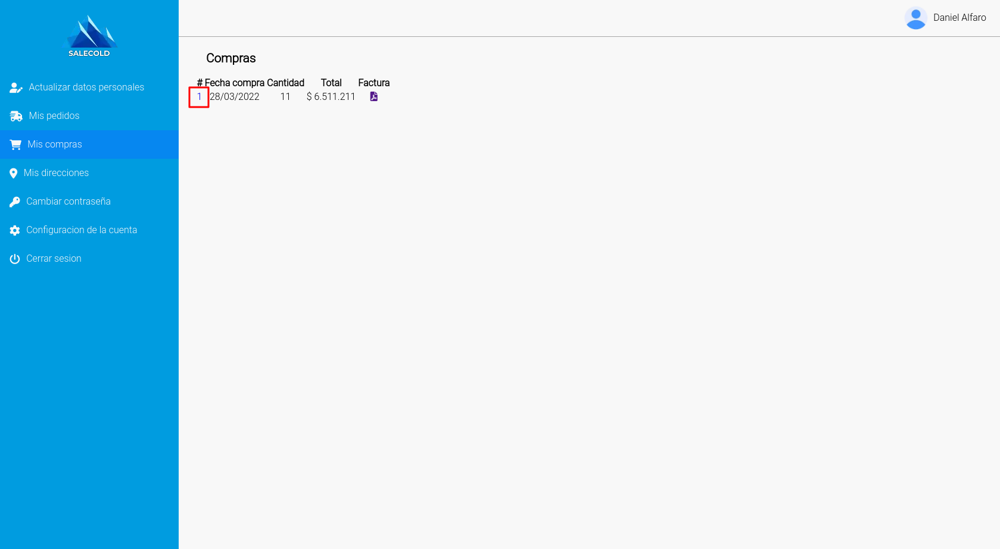 SALECOLD
Daniel Alfaro
Actualizar datos personales
Mis pedidos
Mis compras
Mis direcciones
Cambiar contraseña
Configuracion de la cuenta
Cerrar sesion
Compras
# Fecha compra Cantidad Total Factura
1 28/03/2022 11 $ 6.511.211